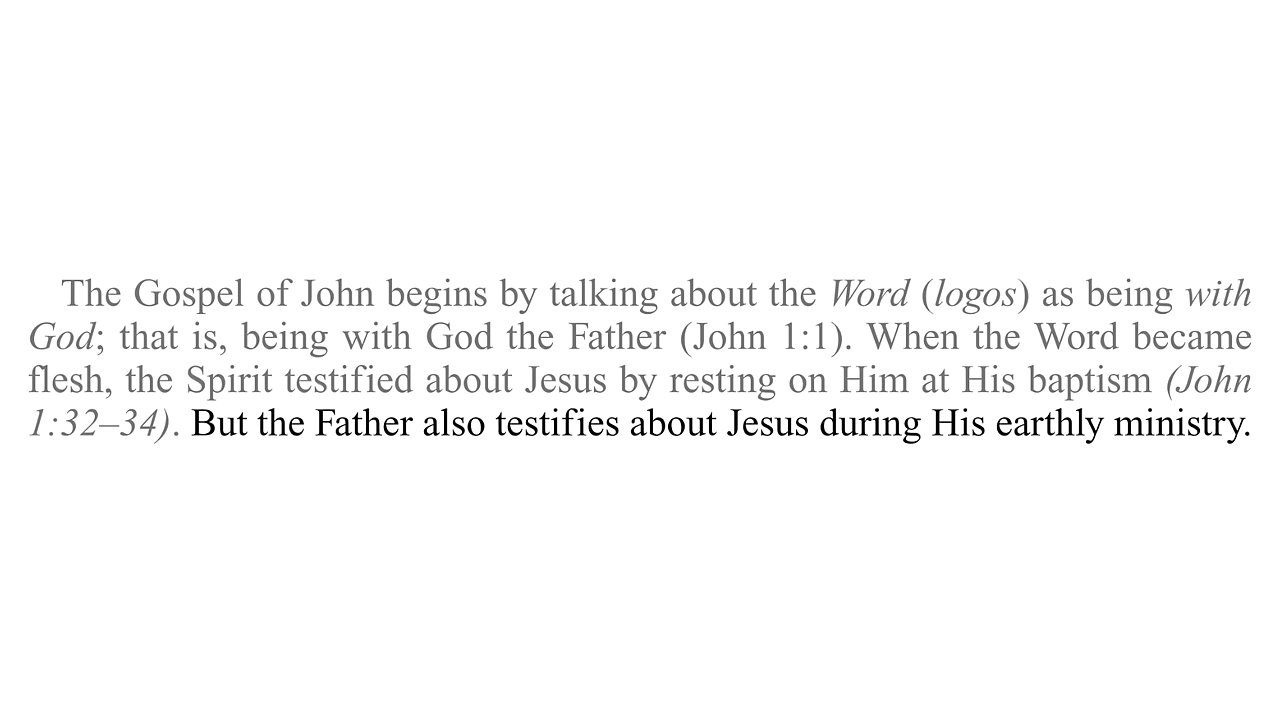 The Gospel of John begins by talking about the Word (logos) as being with
God; that is, being with God the Father (John 1:1). When the Word became
flesh, the Spirit testified about Jesus by resting on Him at His baptism (John
1:32–34). But the Father also testifies about Jesus during His earthly ministry.